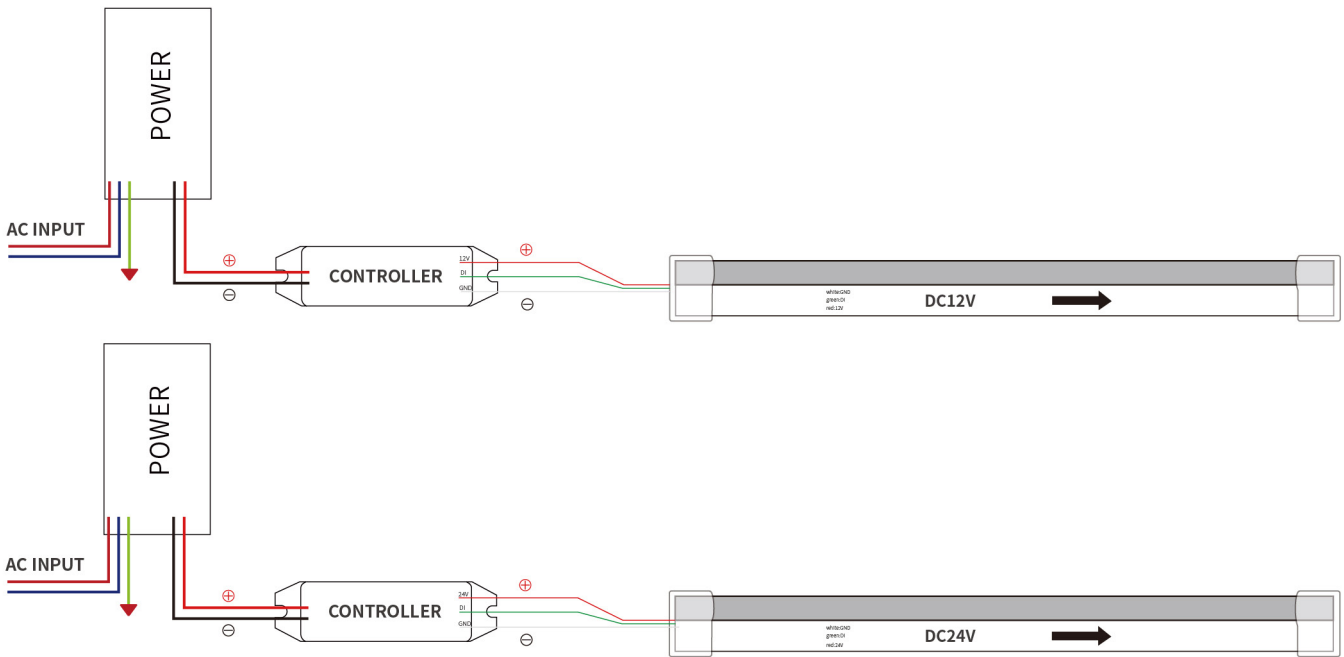 POWER
AC INPUT
⊕
⊖
CONTROLLER
12V
DI
GND
⊕
⊖
white:GND
green:DI
red:12V
DC12V
POWER
AC INPUT
⊕
⊖
CONTROLLER
24V
DI
GND
⊕
⊖
white:GND
green:DI
red:24V
DC24V